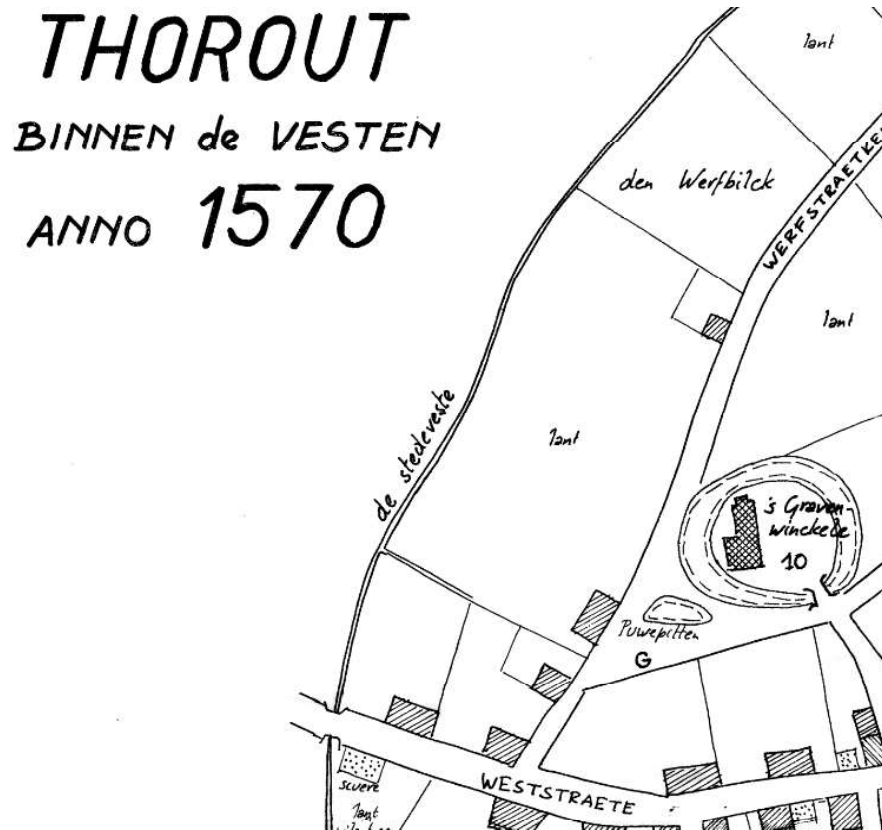 THOROUT
BINNEN de VESTEN
ANNO 1570
lant
den Werfbilck
WERFSTRAETKE
lant
de stedeveste
lant
's Graven-
winckele
10
Puwepitten
G
WESTSTRAETE
scuere
lant